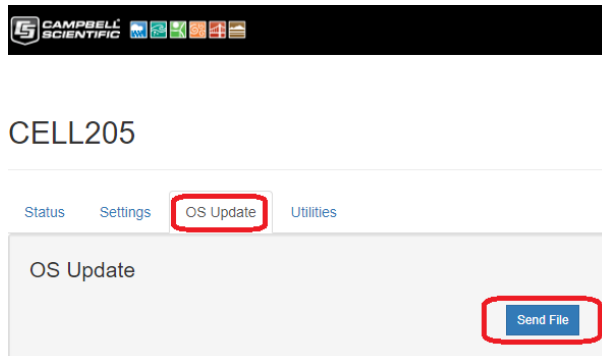 CAMPBELL
SCIENTIFIC
CELL205
Status Settings OS Update Utilities
OS Update
Send File